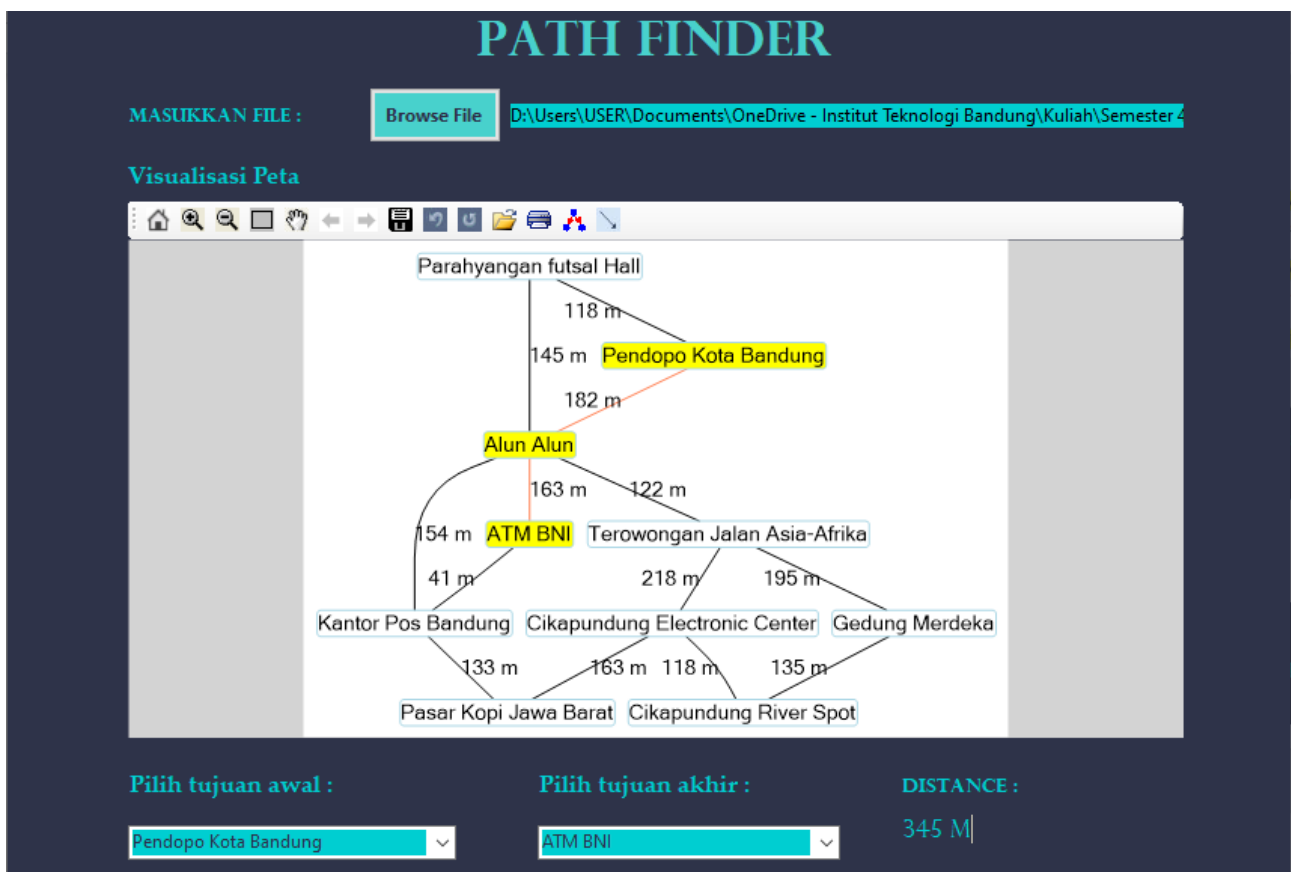 PATH FINDER
MASUKKAN FILE :
Browse File
D:\Users\USER\Documents\OneDrive - Institut Teknologi Bandung\Kuliah\Semester 4
Visualisasi Peta
Parahyangan futsal Hall
118 m
145 m
Pendopo Kota Bandung
182 m
Alun Alun
163 m
122 m
154 m
ATM BNI
Terowongan Jalan Asia-Afrika
41 m
218 m
195 m
Kantor Pos Bandung
Cikapundung Electronic Center
Gedung Merdeka
133 m
163 m
118 m
135 m
Pasar Kopi Jawa Barat
Cikapundung River Spot
Pilih tujuan awal :
Pilih tujuan akhir :
DISTANCE :
Pendopo Kota Bandung
ATM BNI
345 M